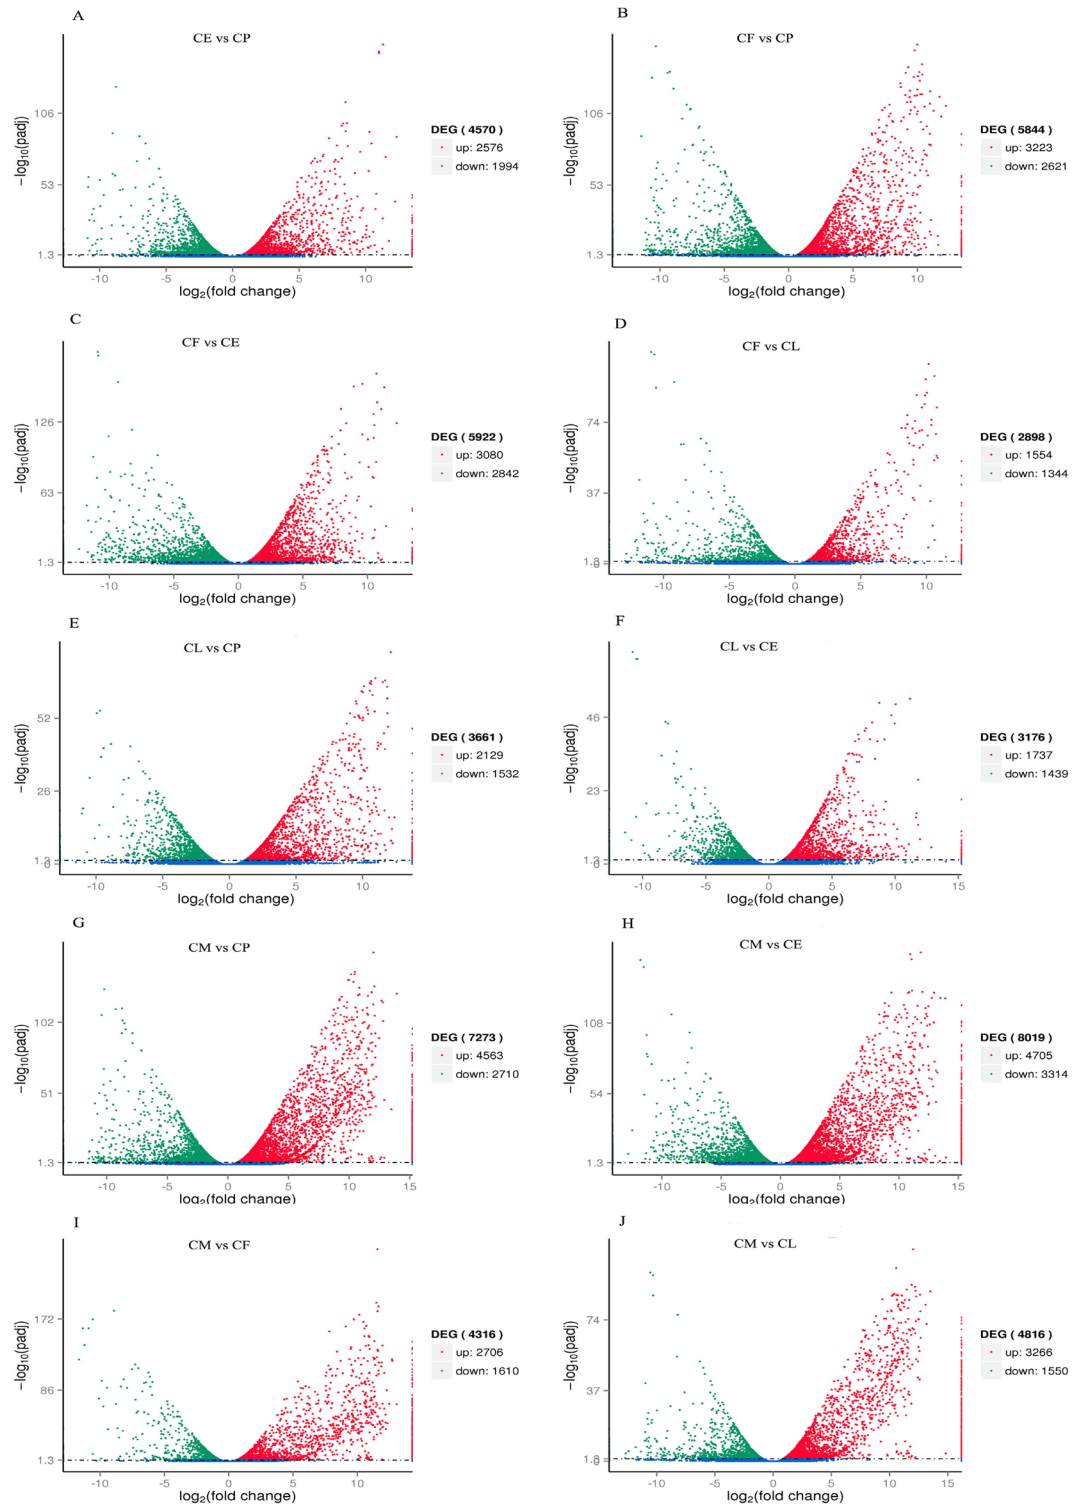 A
CE vs CP
−log10(padj)
106
53
1.3
-10 -5 0 5 10
log2(fold change)
DEG ( 4570 )
up: 2576
down: 1994
B
CF vs CP
−log10(padj)
106
53
1.3
-10 -5 0 5 10
log2(fold change)
DEG ( 5844 )
up: 3223
down: 2621
C
CF vs CE
−log10(padj)
126
63
1.3
-10 -5 0 5 10
log2(fold change)
DEG ( 5922 )
up: 3080
down: 2842
D
CF vs CL
−log10(padj)
74
37
-10 -5 0 5 10
log2(fold change)
DEG ( 2898 )
up: 1554
down: 1344
E
CL vs CP
−log10(padj)
52
26
-10 -5 0 5 10
log2(fold change)
DEG ( 3661 )
up: 2129
down: 1532
F
CL vs CE
−log10(padj)
46
23
-10 -5 0 5 10 15
log2(fold change)
DEG ( 3176 )
up: 1737
down: 1439
G
CM vs CP
−log10(padj)
102
51
1.3
-10 -5 0 5 10 15
log2(fold change)
DEG ( 7273 )
up: 4563
down: 2710
H
CM vs CE
−log10(padj)
108
54
1.3
-10 -5 0 5 10 15
log2(fold change)
DEG ( 8019 )
up: 4705
down: 3314
I
CM vs CF
−log10(padj)
172
86
1.3
-10 -5 0 5 10
log2(fold change)
DEG ( 4316 )
up: 2706
down: 1610
J
CM vs CL
−log10(padj)
74
37
-10 -5 0 5 10 15
log2(fold change)
DEG ( 4816 )
up: 3266
down: 1550